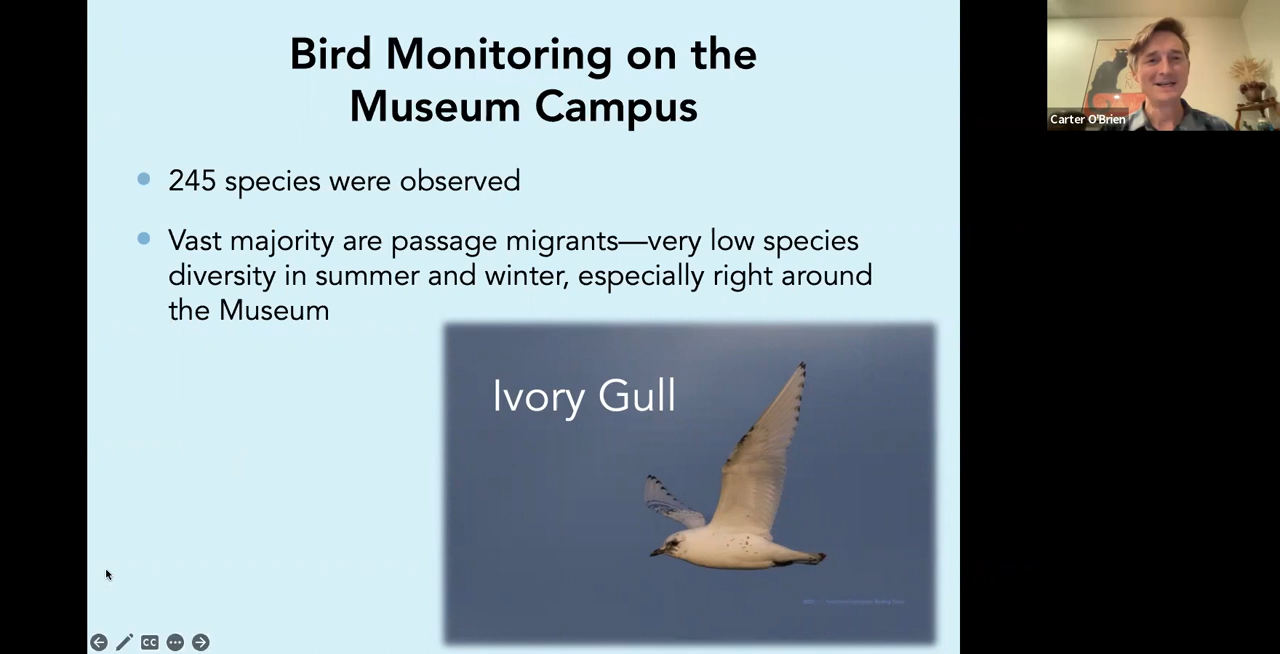 Bird Monitoring on the
Museum Campus
245 species were observed
Vast majority are passage migrants—very low species
diversity in summer and winter, especially right around
the Museum
Ivory Gull
Carter O'Brien
CC